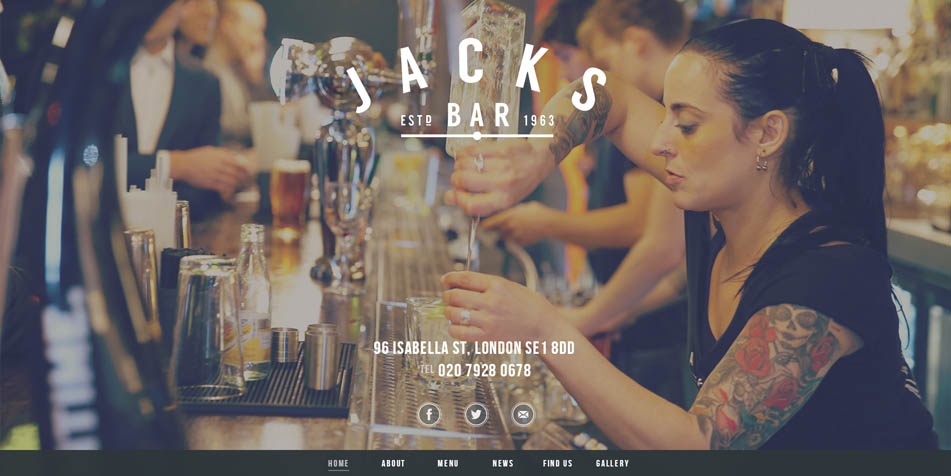 JACKS
ESTD BAR 1963
96 ISABELLA ST, LONDON SE1 8DD
TEL 020 7928 0678
HOME ABOUT MENU NEWS FIND US GALLERY